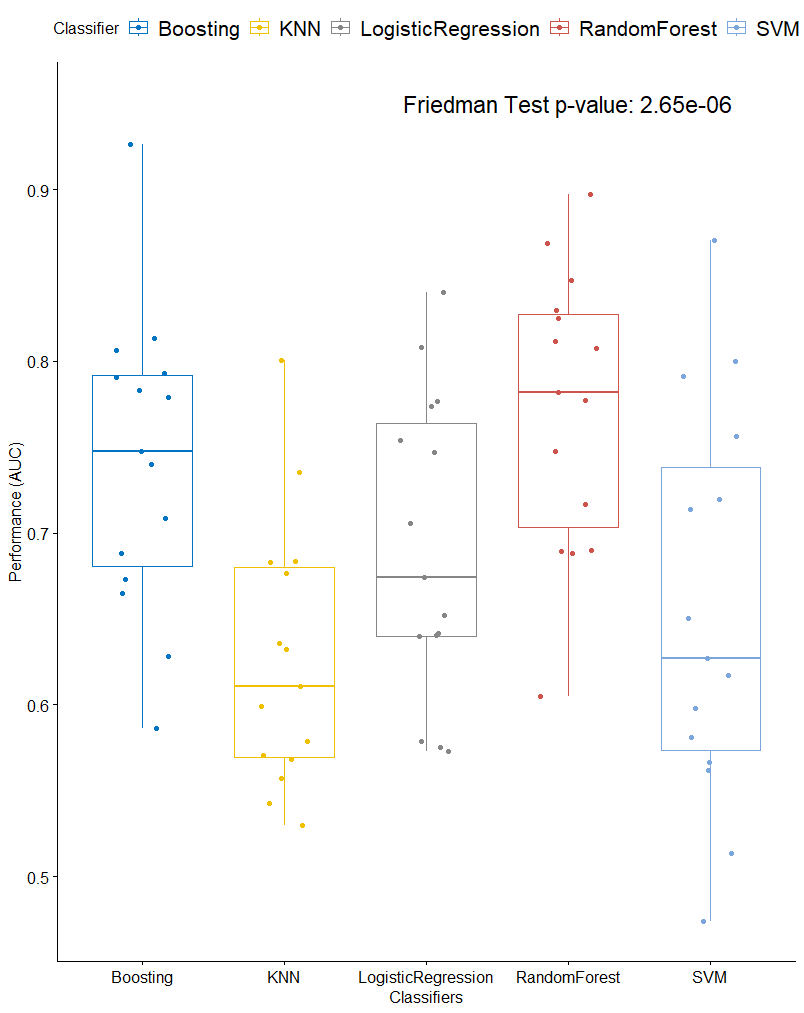 Classifier Boosting KNN LogisticRegression RandomForest SVM
Friedman Test p-value: 2.65e-06
0.9
0.8
0.7
0.6
0.5
Performance (AUC)
Boosting KNN LogisticRegression RandomForest SVM
Classifiers